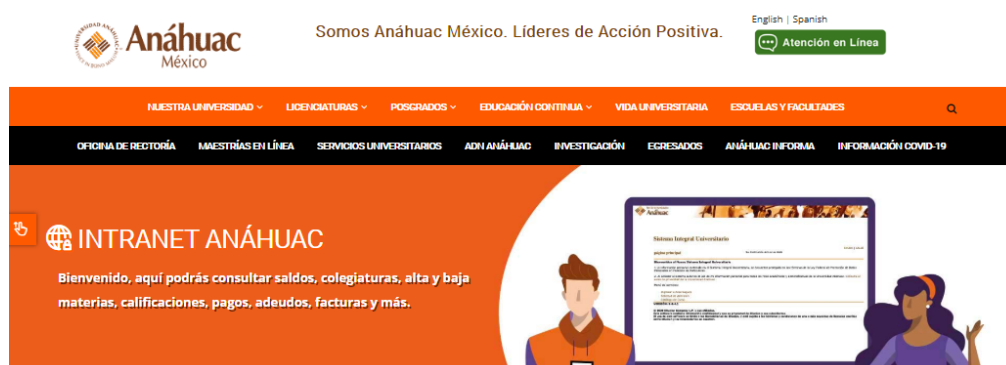 Anáhuac
México
Somos Anáhuac México. Líderes de Acción Positiva.
English | Spanish
Atención en Línea
NUESTRA UNIVERSIDAD
LICENCIATURAS
POSGRADOS
EDUCACIÓN CONTINUA
VIDA UNIVERSITARIA
ESCUELAS Y FACULTADES
OFICINA DE RECTORÍA
MAESTRÍAS EN LÍNEA
SERVICIOS UNIVERSITARIOS
ADN ANÁHUAC
INVESTIGACIÓN
EGRESADOS
ANÁHUAC INFORMA
INFORMACIÓN COVID-19
INTRANET ANÁHUAC
Bienvenido, aquí podrás consultar saldos, colegiaturas, alta y baja
materias, calificaciones, pagos, adeudos, facturas y más.
Anáhuac
Sistema Integral Universitario